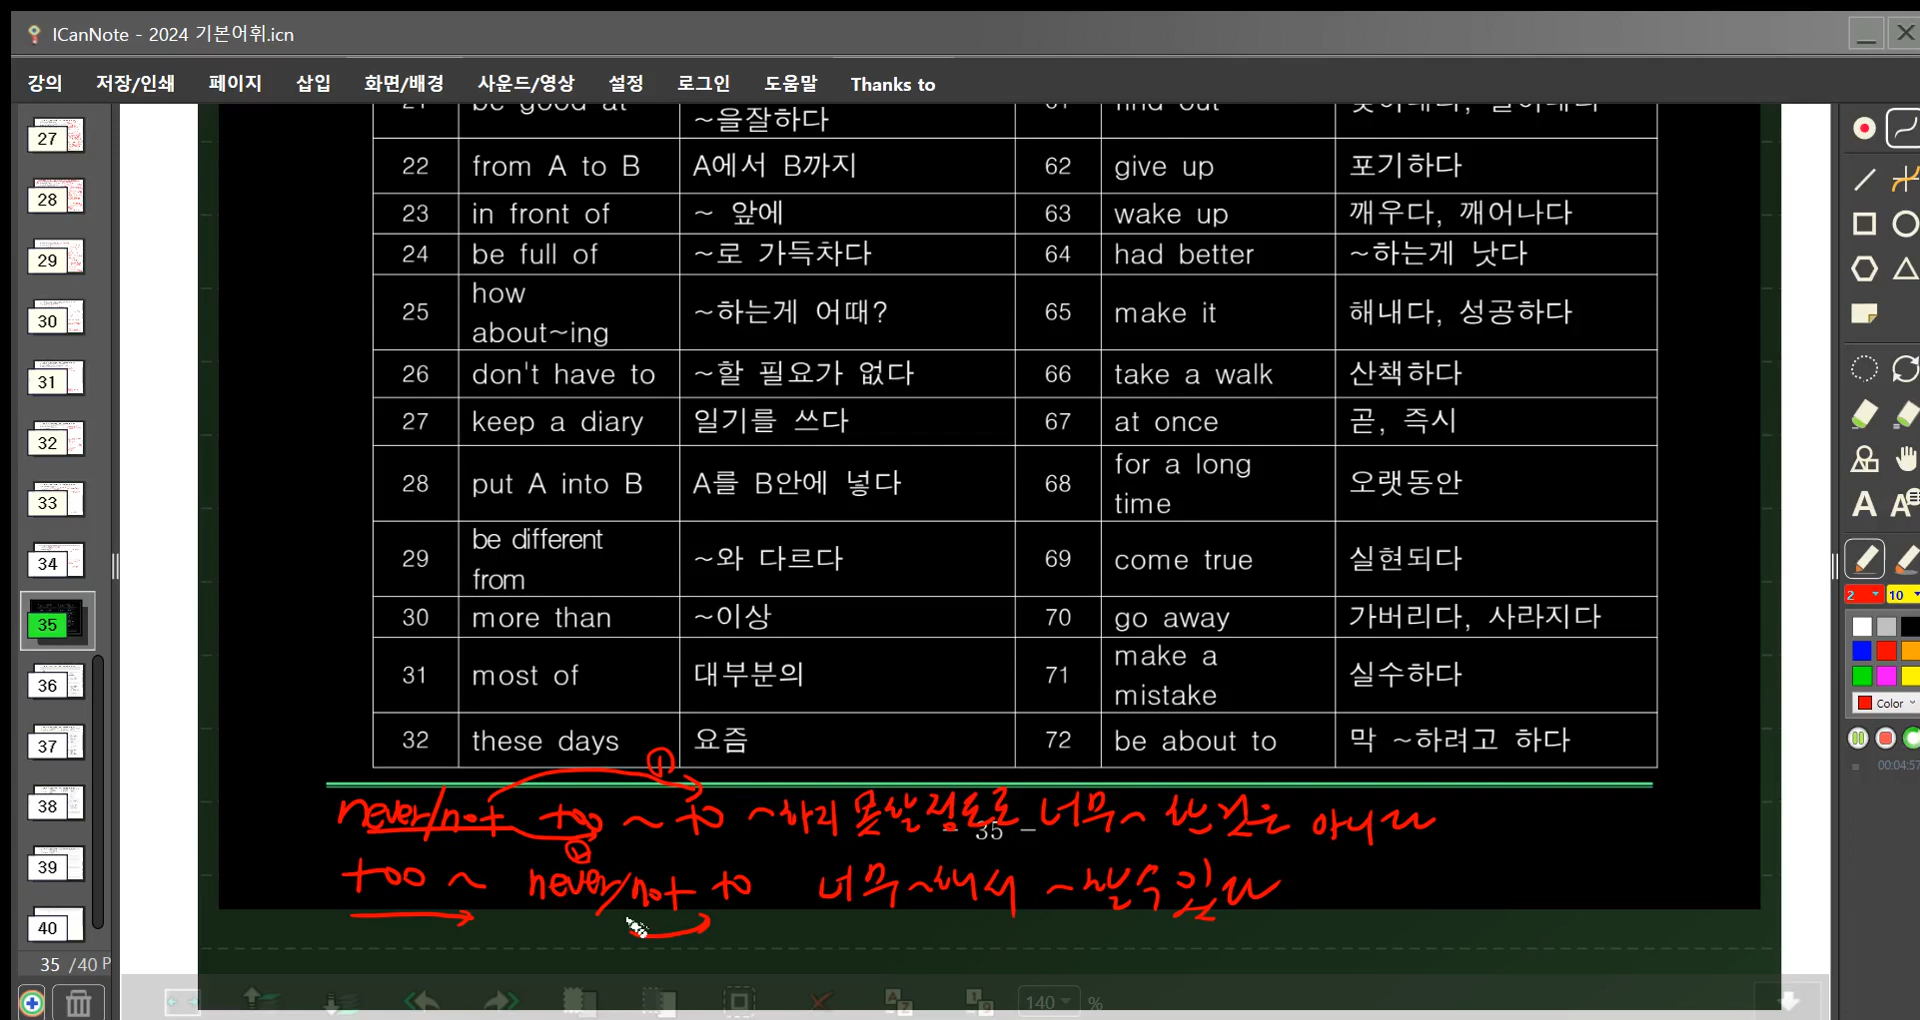 ICanNote - 2024 기본어휘.icn
강의 저장/인쇄 페이지 삽입 화면/배경 사운드/영상 설정 로그인 도움말 Thanks to
21 be good at ~을잘하다 61 find out
22 from A to B A에서 B까지 62 give up 포기하다
23 in front of ~ 앞에 63 wake up 깨우다, 깨어나다
24 be full of ~로 가득차다 64 had better ~하는게 낫다
25 how about~ing ~하는게 어때? 65 make it 해내다, 성공하다
26 don't have to ~할 필요가 없다 66 take a walk 산책하다
27 keep a diary 일기를 쓰다 67 at once 곧, 즉시
28 put A into B A를 B안에 넣다 68 for a long time 오랫동안
29 be different from ~와 다르다 69 come true 실현되다
30 more than ~이상 70 go away 가버리다, 사라지다
31 most of 대부분의 71 make a mistake 실수하다
32 these days 요즘 72 be about to 막 ~하려고 하다
①
never/not too ~ to ~하지 못할 정도로 너무~ 한 것은 아니다
- 35 -
②
too ~ never/not to 너무~해서 ~할 수 있다
27
28
29
30
31
32
33
34
35
36
37
38
39
40
35 /40 P
2 10
Color
00:04:57
140 %